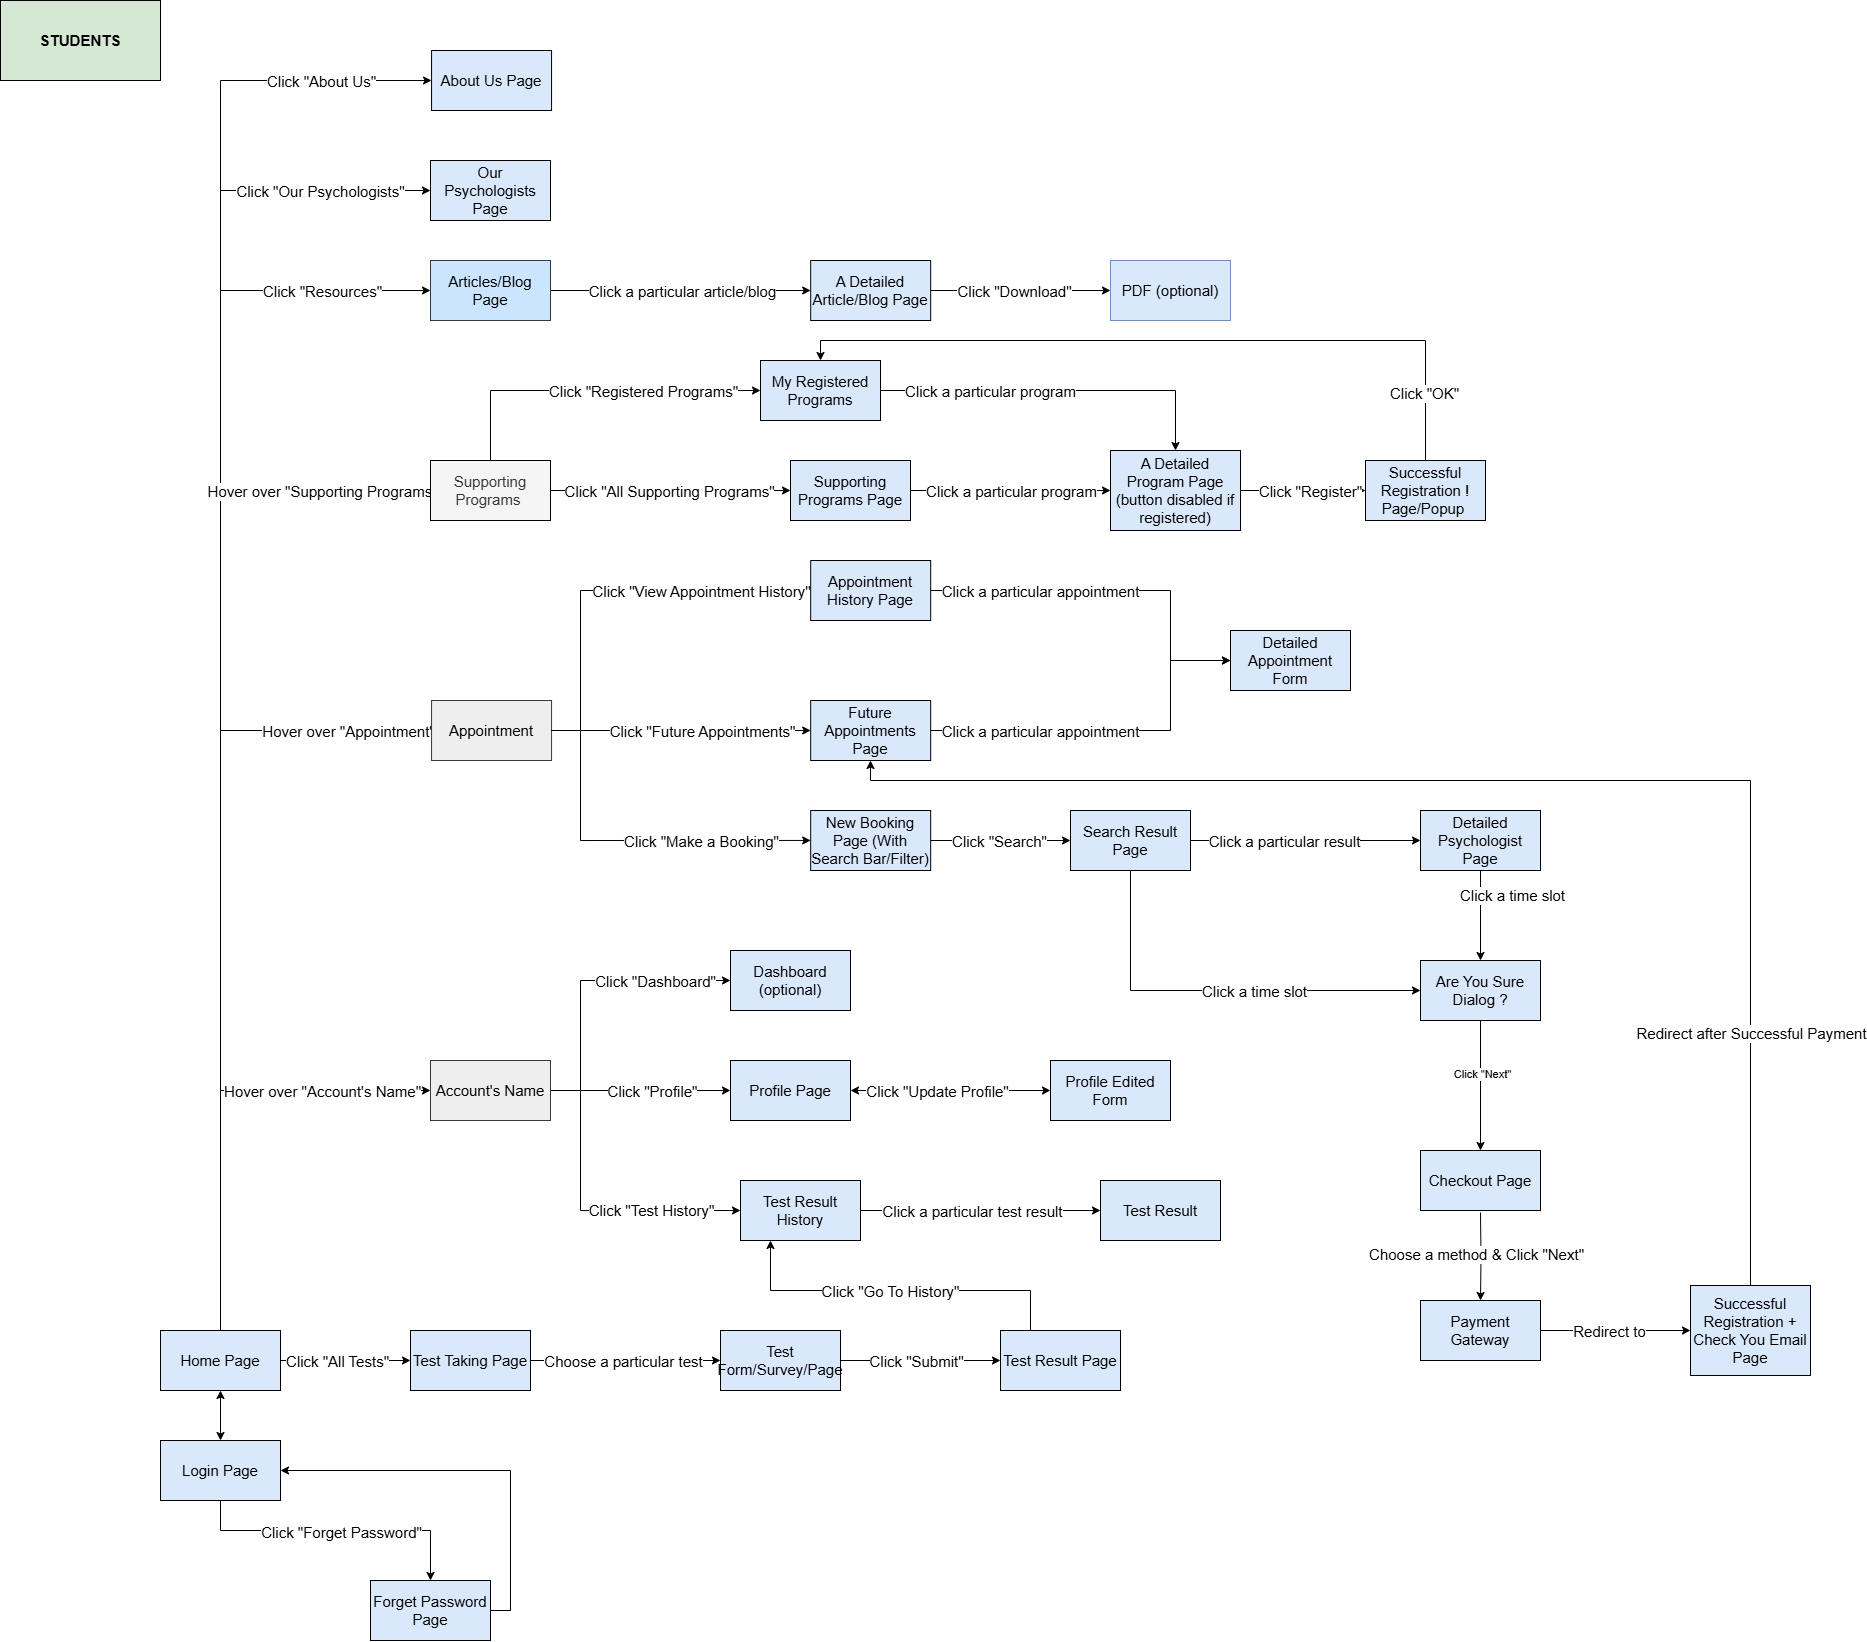 STUDENTS
Click "About Us"
About Us Page
Click "Our Psychologists"
Our
Psychologists
Page
Click "Resources"
Articles/Blog
Page
Click a particular article/blog
A Detailed
Article/Blog Page
Click "Download"
PDF (optional)
Click "Registered Programs"
My Registered
Programs
Click a particular program
Click "OK"
Hover over "Supporting Programs
Supporting
Programs
Click "All Supporting Programs"
Supporting
Programs Page
Click a particular program
A Detailed
Program Page
(button disabled if
registered)
Click "Register"
Successful
Registration !
Page/Popup
Click "View Appointment History"
Appointment
History Page
Click a particular appointment
Detailed
Appointment
Form
Hover over "Appointment"
Appointment
Click "Future Appointments"
Future
Appointments
Page
Click a particular appointment
Click "Make a Booking"
New Booking
Page (With
Search Bar/Filter)
Click "Search"
Search Result
Page
Click a particular result
Detailed
Psychologist
Page
Click a time slot
Click "Dashboard"
Dashboard
(optional)
Click a time slot
Are You Sure
Dialog ?
Redirect after Successful Payment
Click "Next"
Hover over "Account's Name"
Account's Name
Click "Profile"
Profile Page
Click "Update Profile"
Profile Edited
Form
Checkout Page
Click "Test History"
Test Result
History
Click a particular test result
Test Result
Choose a method & Click "Next"
Click "Go To History"
Payment
Gateway
Redirect to
Successful
Registration +
Check You Email
Page
Home Page
Click "All Tests"
Test Taking Page
Choose a particular test
Test
Form/Survey/Page
Click "Submit"
Test Result Page
Login Page
Click "Forget Password"
Forget Password
Page